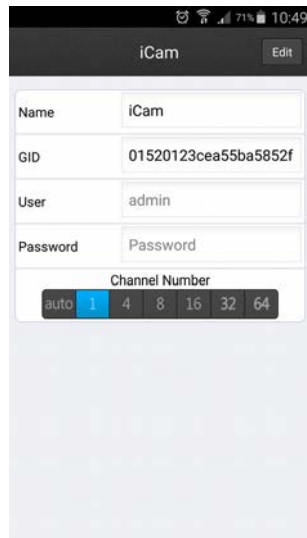 71% 10:49
iCam Edit
Name iCam
GID 01520123cea55ba5852f
User admin
Password Password
Channel Number
auto 1 4 8 16 32 64